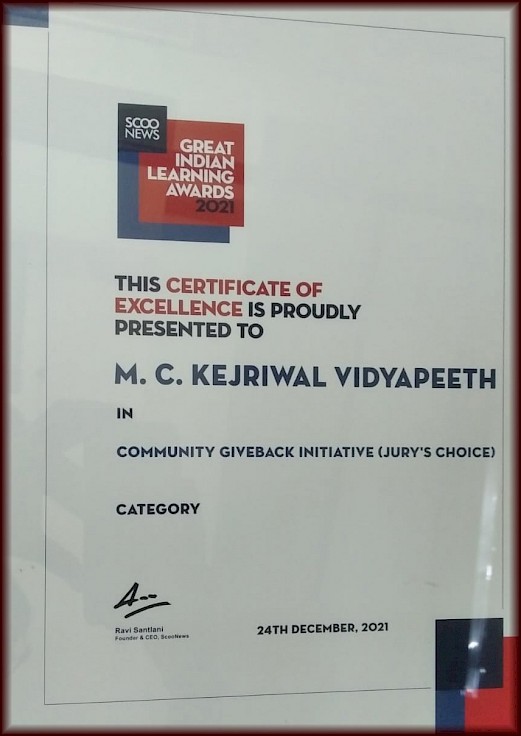 SCOO
NEWS
GREAT
INDIAN
LEARNING
AWARDS
2021
THIS CERTIFICATE OF
EXCELLENCE IS PROUDLY
PRESENTED TO
M. C. KEJRIWAL VIDYAPEETH
IN
COMMUNITY GIVEBACK INITIATIVE (JURY'S CHOICE)
CATEGORY
Ravi Santlani
Founder & CEO, ScooNews
24TH DECEMBER, 2021